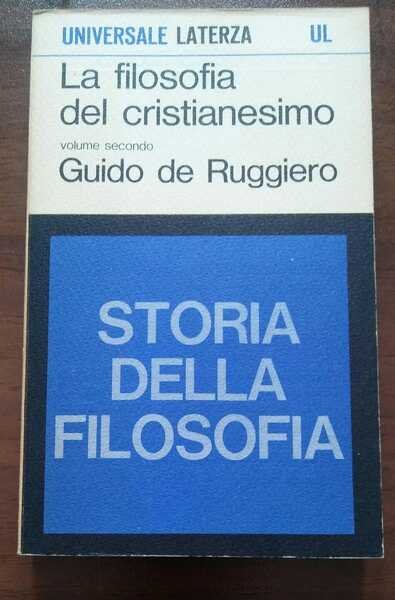 UNIVERSALE LATERZA UL
La filosofia
del cristianesimo
volume secondo
Guido de Ruggiero
STORIA
DELLA
FILOSOFIA